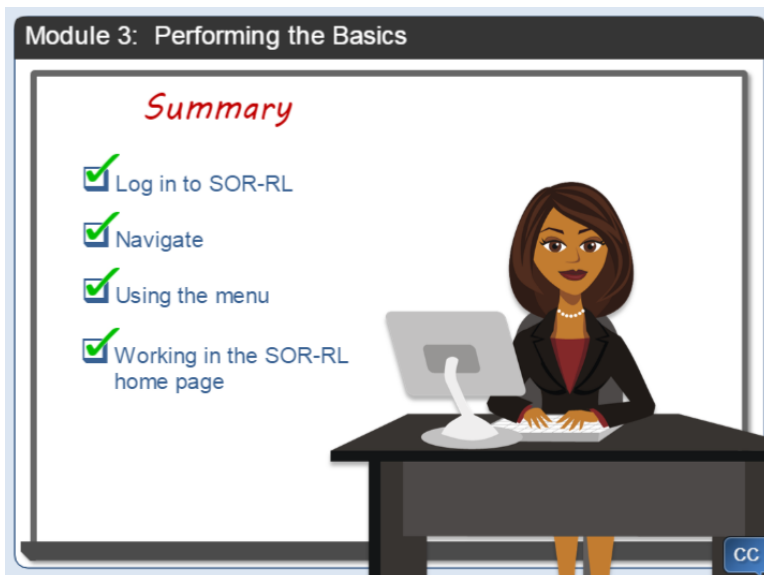 Module 3: Performing the Basics
Summary
Log in to SOR-RL
Navigate
Using the menu
Working in the SOR-RL
home page
CC